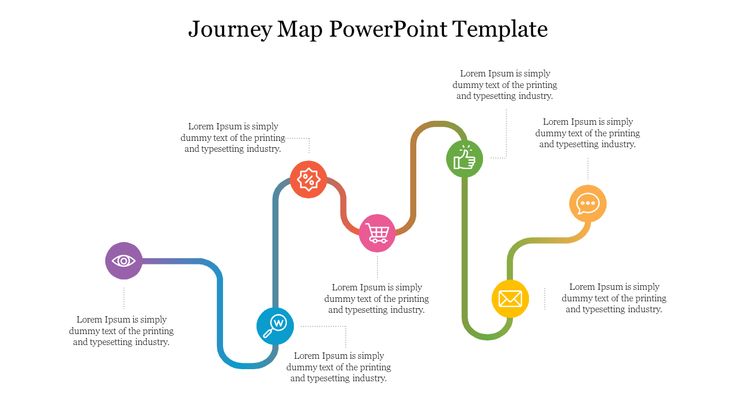 Journey Map PowerPoint Template
Lorem Ipsum is simply
dummy text of the printing
and typesetting industry.
Lorem Ipsum is simply
dummy text of the printing
and typesetting industry.
Lorem Ipsum is simply
dummy text of the printing
and typesetting industry.
Lorem Ipsum is simply
dummy text of the printing
and typesetting industry.
Lorem Ipsum is simply
dummy text of the printing
and typesetting industry.
Lorem Ipsum is simply
dummy text of the printing
and typesetting industry.
W
Lorem Ipsum is simply
dummy text of the printing
and typesetting industry.